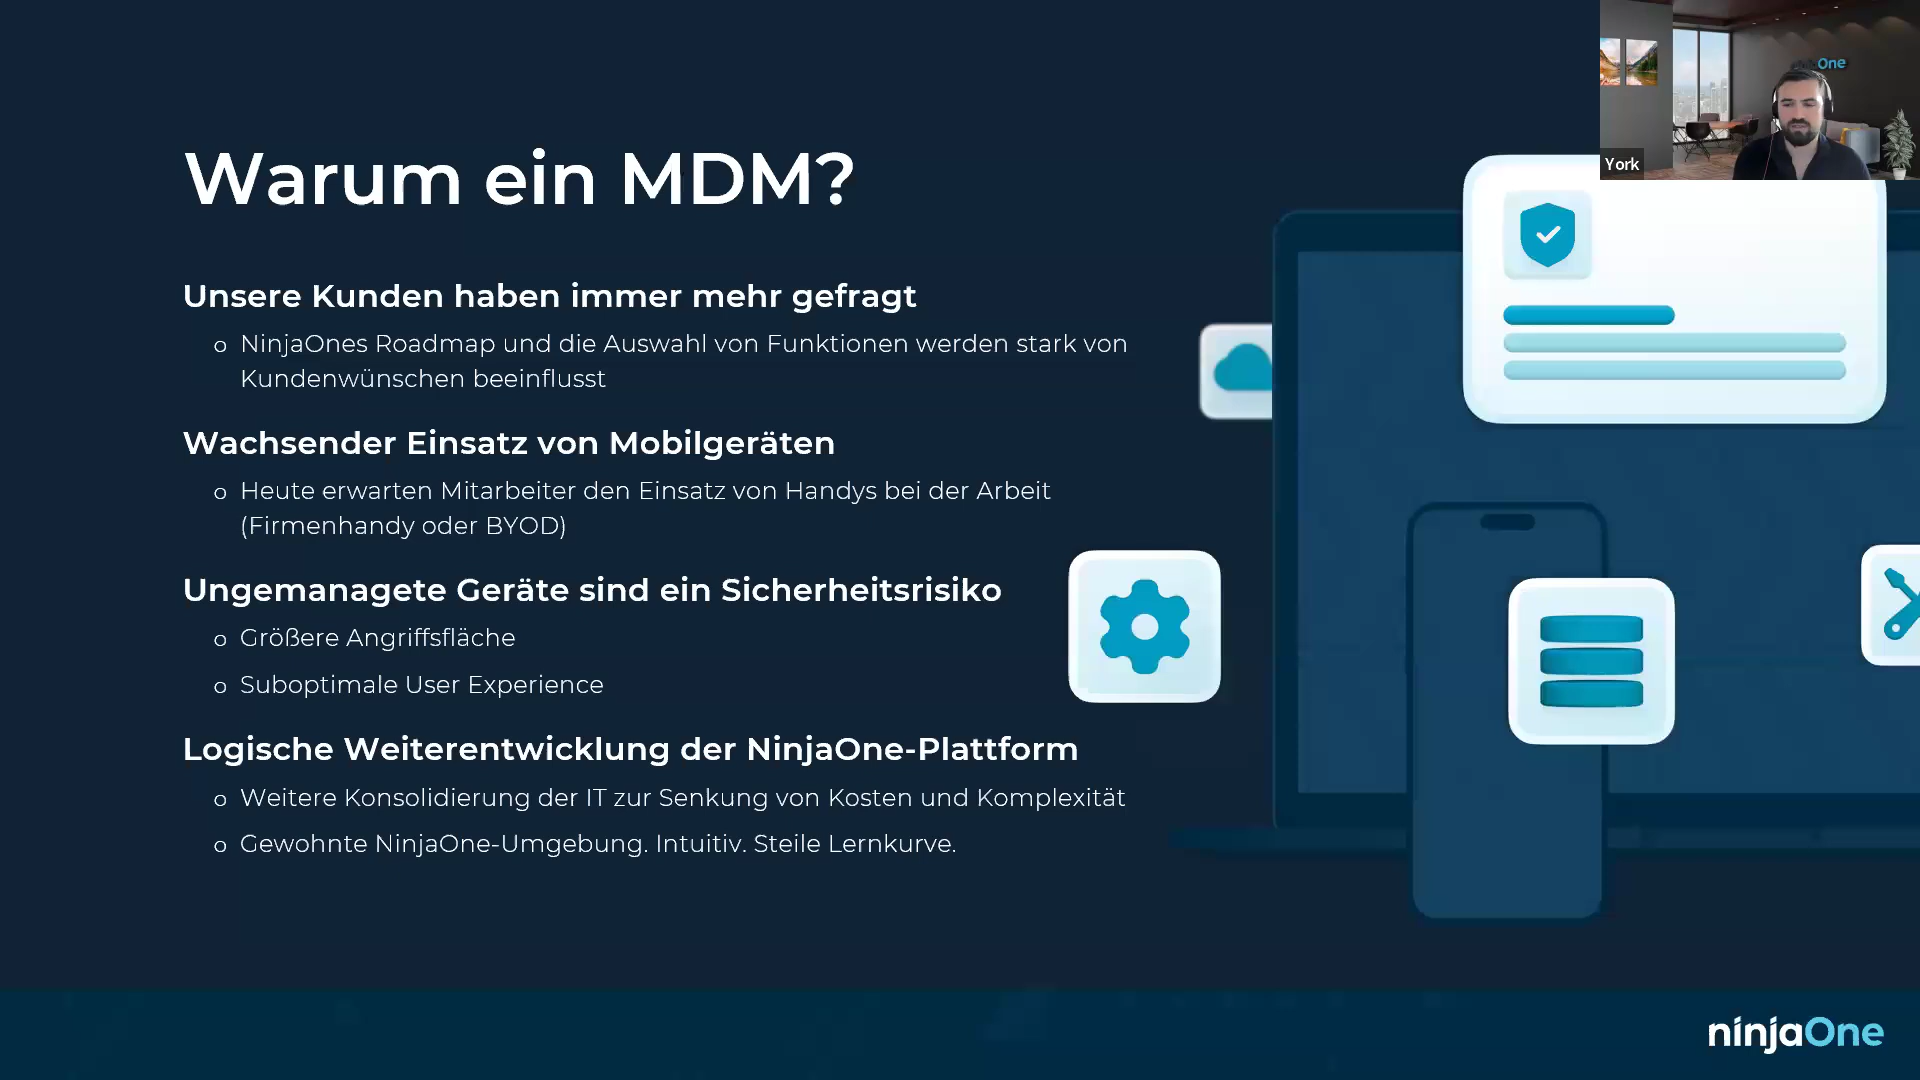 One
York
Warum ein MDM?
Unsere Kunden haben immer mehr gefragt
o NinjaOnes Roadmap und die Auswahl von Funktionen werden stark von
Kundenwünschen beeinflusst
Wachsender Einsatz von Mobilgeräten
o Heute erwarten Mitarbeiter den Einsatz von Handys bei der Arbeit
(Firmenhandy oder BYOD)
Ungemanagete Geräte sind ein Sicherheitsrisiko
o Größere Angriffsfläche
o Suboptimale User Experience
Logische Weiterentwicklung der NinjaOne-Plattform
o Weitere Konsolidierung der IT zur Senkung von Kosten und Komplexität
o Gewohnte NinjaOne-Umgebung. Intuitiv. Steile Lernkurve.
ninjaOne